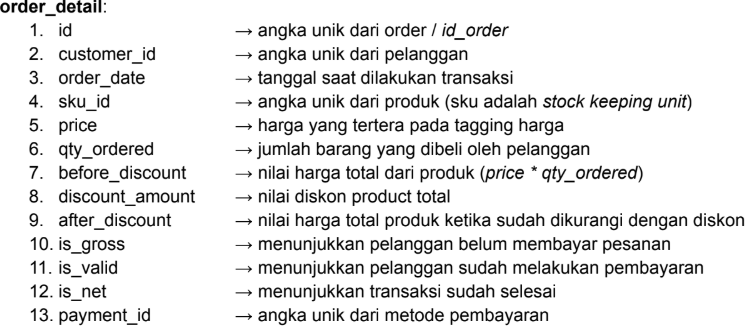 order_detail:
1. id → angka unik dari order / id_order
2. customer_id → angka unik dari pelanggan
3. order_date → tanggal saat dilakukan transaksi
4. sku_id → angka unik dari produk (sku adalah stock keeping unit)
5. price → harga yang tertera pada tagging harga
6. qty_ordered → jumlah barang yang dibeli oleh pelanggan
7. before_discount → nilai harga total dari produk (price * qty_ordered)
8. discount_amount → nilai diskon product total
9. after_discount → nilai harga total produk ketika sudah dikurangi dengan diskon
10. is_gross → menunjukkan pelanggan belum membayar pesanan
11. is_valid → menunjukkan pelanggan sudah melakukan pembayaran
12. is_net → menunjukkan transaksi sudah selesai
13. payment_id → angka unik dari metode pembayaran